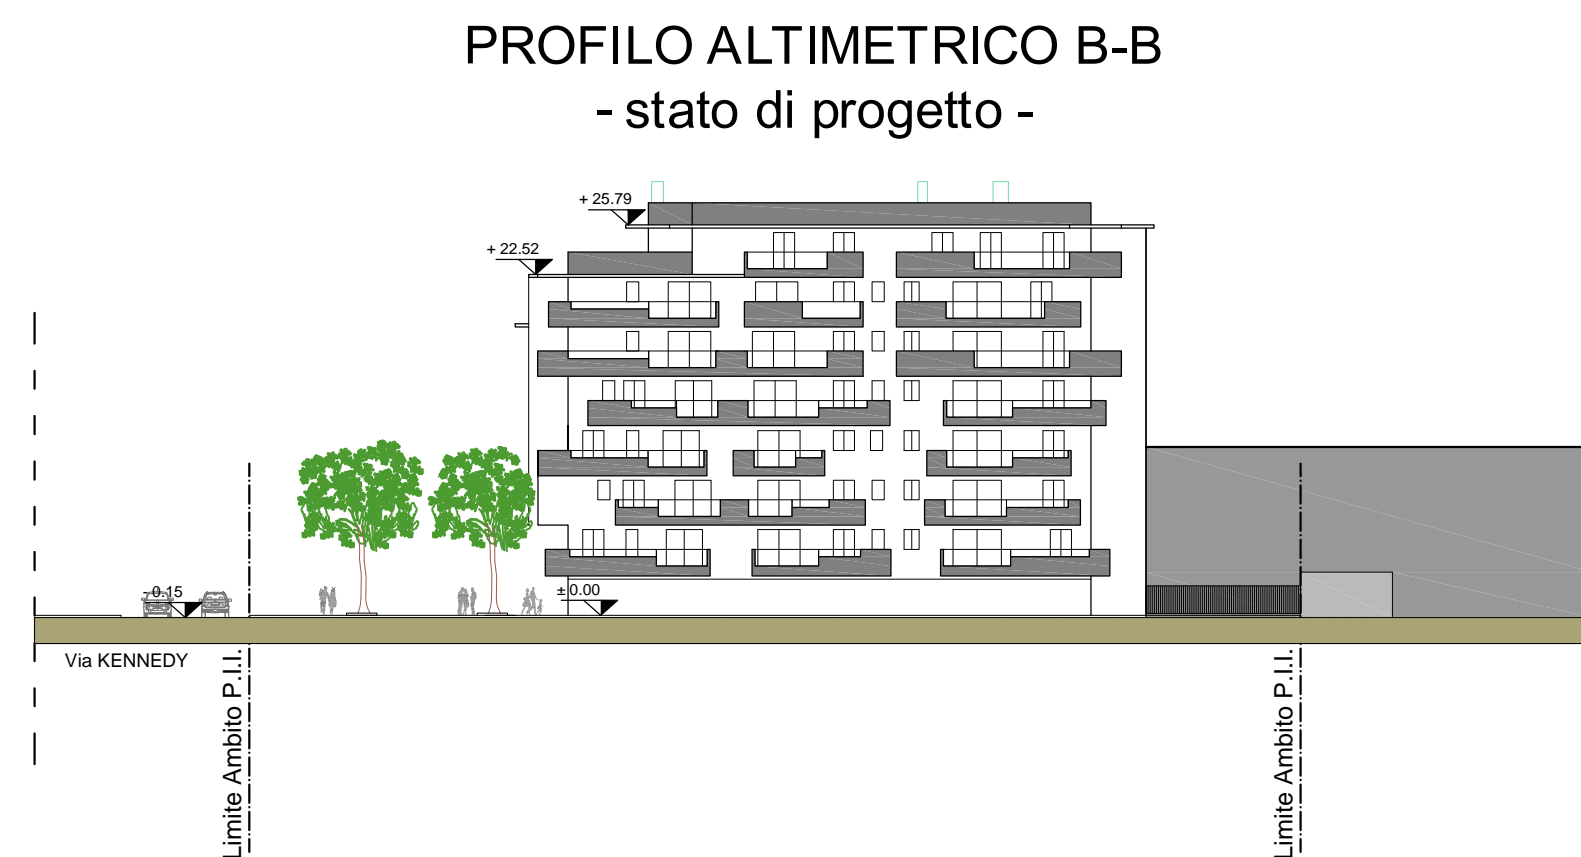 PROFILO ALTIMETRICO B-B
- stato di progetto -
+ 25.79
+ 22.52
- 0.15
± 0.00
Via KENNEDY
Limite Ambito P.I.I.
Limite Ambito P.I.I.